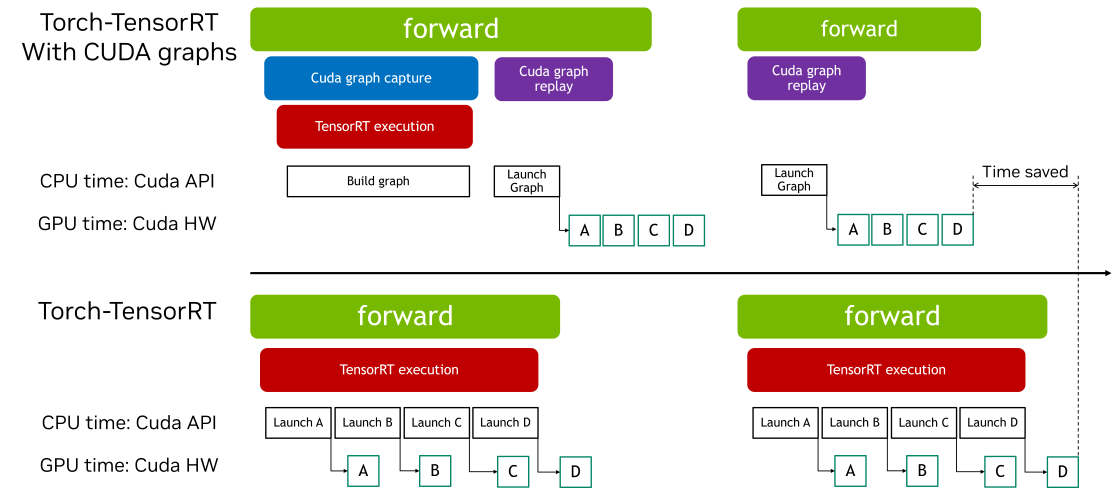 Torch-TensorRT
With CUDA graphs
forward
forward
Cuda graph capture
Cuda graph
replay
Cuda graph
replay
TensorRT execution
CPU time: Cuda API
Build graph
Launch
Graph
Launch
Graph
Time saved
GPU time: Cuda HW
A B C D
A B C D
Torch-TensorRT
forward
forward
TensorRT execution
TensorRT execution
CPU time: Cuda API
Launch A Launch B Launch C Launch D
Launch A Launch B Launch C Launch D
GPU time: Cuda HW
A B C D
A B C D